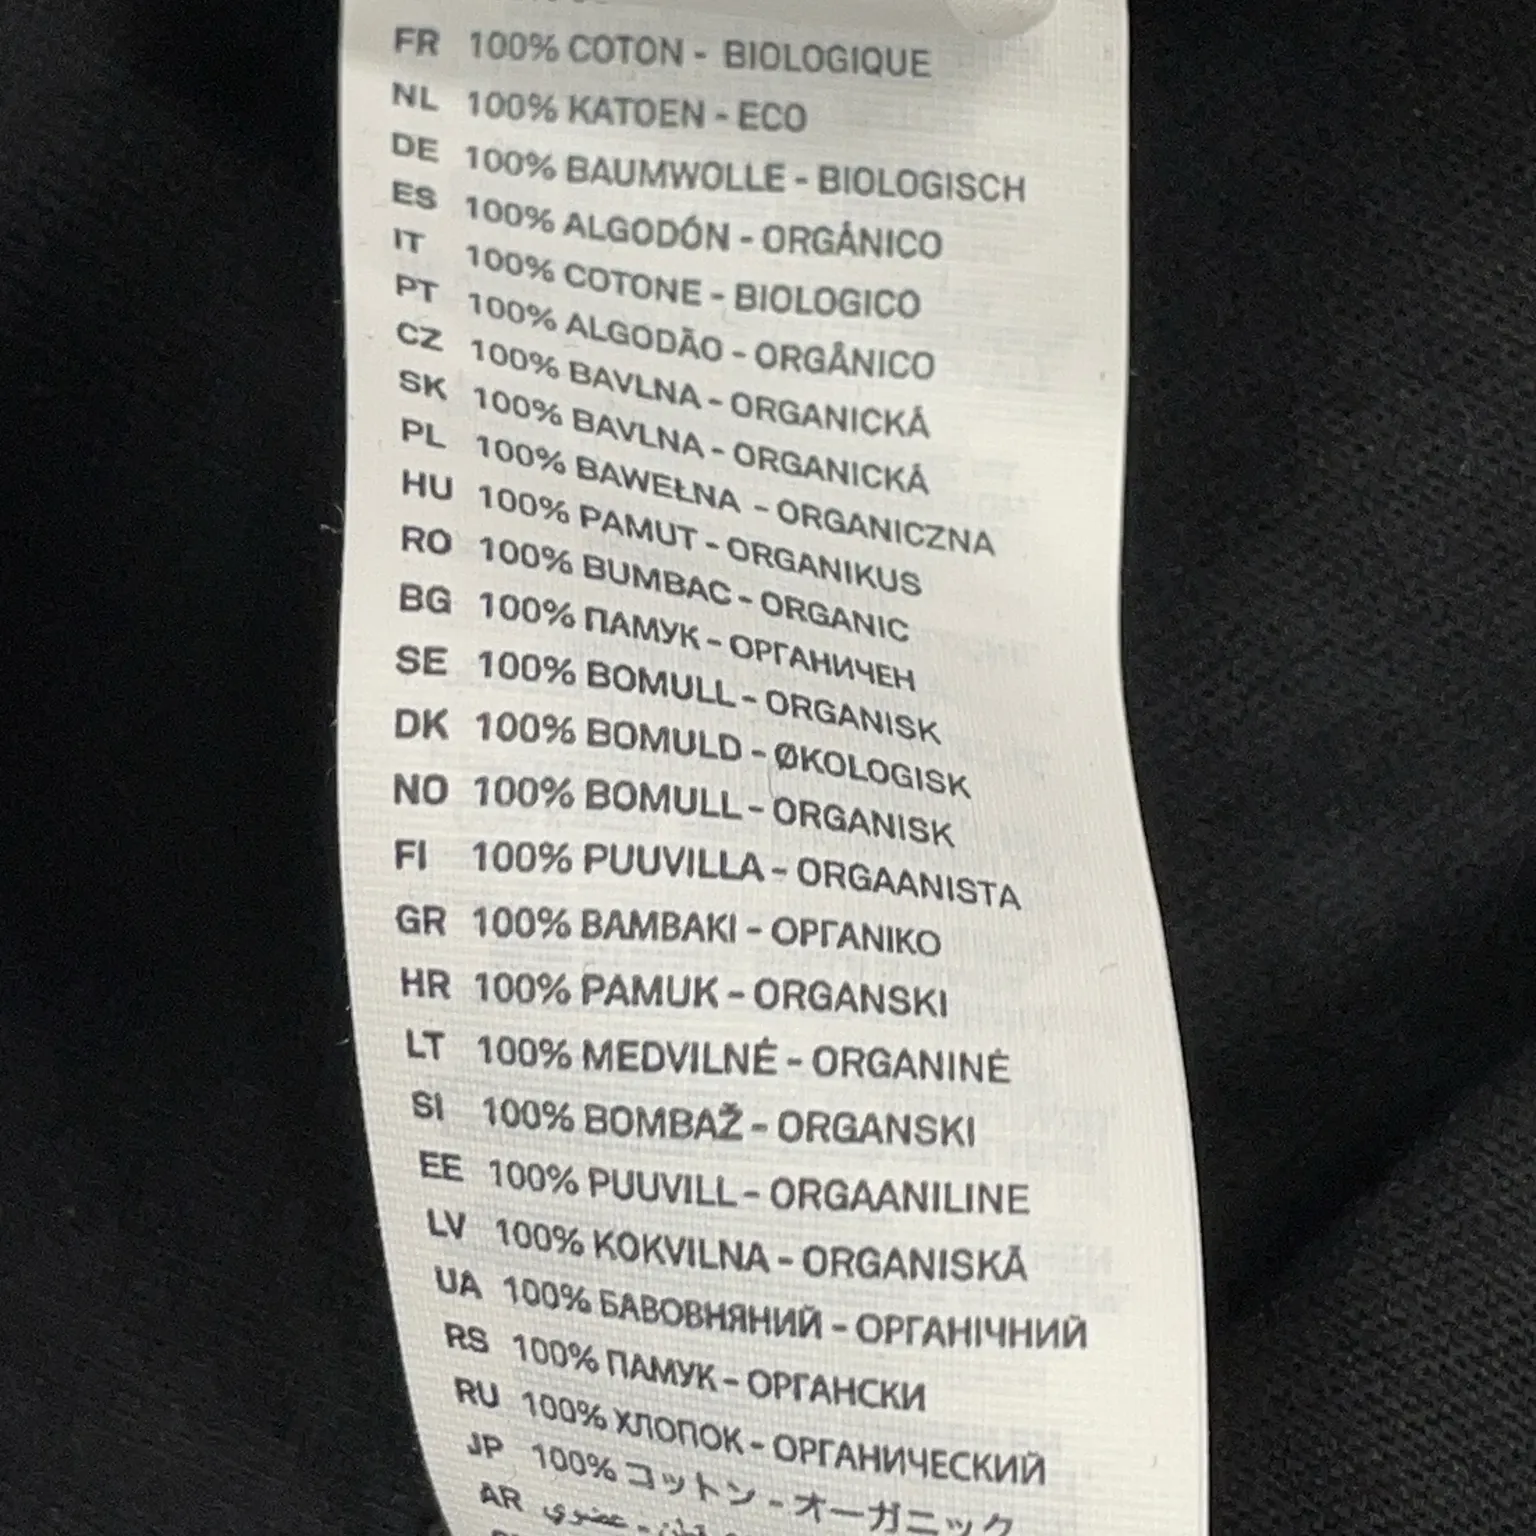 FR 100% COTON - BIOLOGIQUE
NL 100% KATOEN - ECO
DE 100% BAUMWOLLE - BIOLOGISCH
ES 100% ALGODÓN - ORGÁNICO
IT 100% COTONE - BIOLOGICO
PT 100% ALGODÃO - ORGÂNICO
CZ 100% BAVLNA - ORGANICKÁ
SK 100% BAVLNA - ORGANICKÁ
PL 100% BAWEŁNA - ORGANICZNA
HU 100% PAMUT - ORGANIKUS
RO 100% BUMBAC - ORGANIC
BG 100% ПАМУК - ОРГАНИЧЕН
SE 100% BOMULL - ORGANISK
DK 100% BOMULD - ØKOLOGISK
NO 100% BOMULL - ORGANISK
FI 100% PUUVILLA - ORGAANISTA
GR 100% ΒΑΜΒΑΚΙ - ΟΡΓΑΝΙΚΟ
HR 100% PAMUK - ORGANSKI
LT 100% MEDVILNĖ - ORGANINĖ
SI 100% BOMBAŽ - ORGANSKI
EE 100% PUUVILL - ORGAANILINE
LV 100% KOKVILNA - ORGANISKĀ
UA 100% БАВОВНЯНИЙ - ОРГАНІЧНИЙ
RS 100% ПАМУК - ОРГАНСКИ
RU 100% ХЛОПОК - ОРГАНИЧЕСКИЙ
JP 100% コットン - オーガニック
AR عضوي -